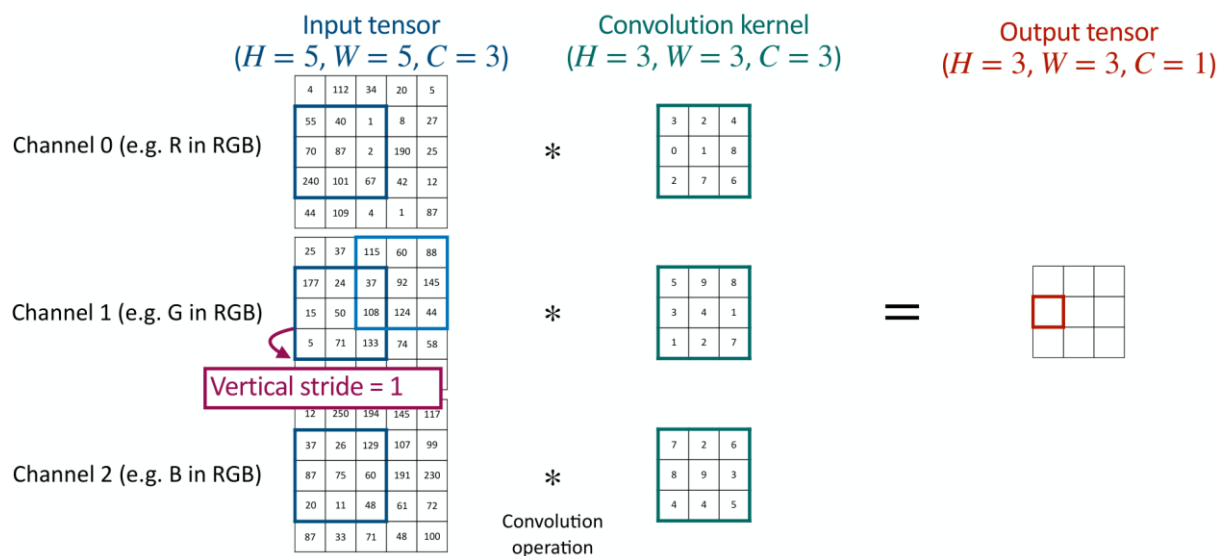 Input tensor
(H = 5, W = 5, C = 3)
Convolution kernel
(H = 3, W = 3, C = 3)
Output tensor
(H = 3, W = 3, C = 1)
Channel 0 (e.g. R in RGB)
4 112 34 20 5
55 40 1 8 27
70 87 2 190 25
240 101 67 42 12
44 109 4 1 87
*
3 2 4
0 1 8
2 7 6
Channel 1 (e.g. G in RGB)
25 37 115 60 88
177 24 37 92 145
15 50 108 124 44
5 71 133 74 58
Vertical stride = 1
*
5 9 8
3 4 1
1 2 7
=
Channel 2 (e.g. B in RGB)
12 250 194 145 117
37 26 129 107 99
87 75 60 191 230
20 11 48 61 72
87 33 71 48 100
*
7 2 6
8 9 3
4 4 5
Convolution
operation